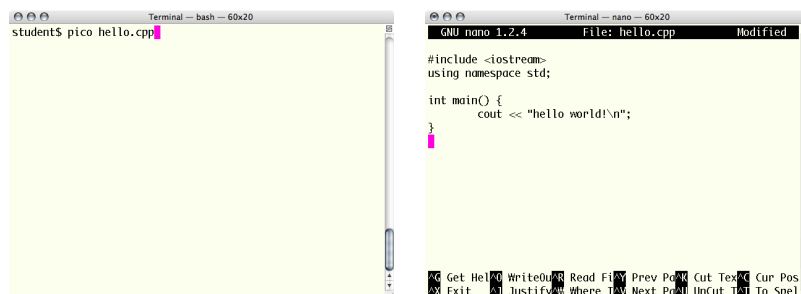 Terminal — bash — 60x20
student$ pico hello.cpp
Terminal — nano — 60x20
GNU nano 1.2.4 File: hello.cpp Modified
#include <iostream>
using namespace std;
int main() {
cout << "hello world!\n";
}
^G Get Hel^O WriteOu^R Read Fi^Y Prev Pa^K Cut Tex^C Cur Pos
^X Exit ^J Justify^W Where I^V Next Pa^U UnCut T^T To Spel